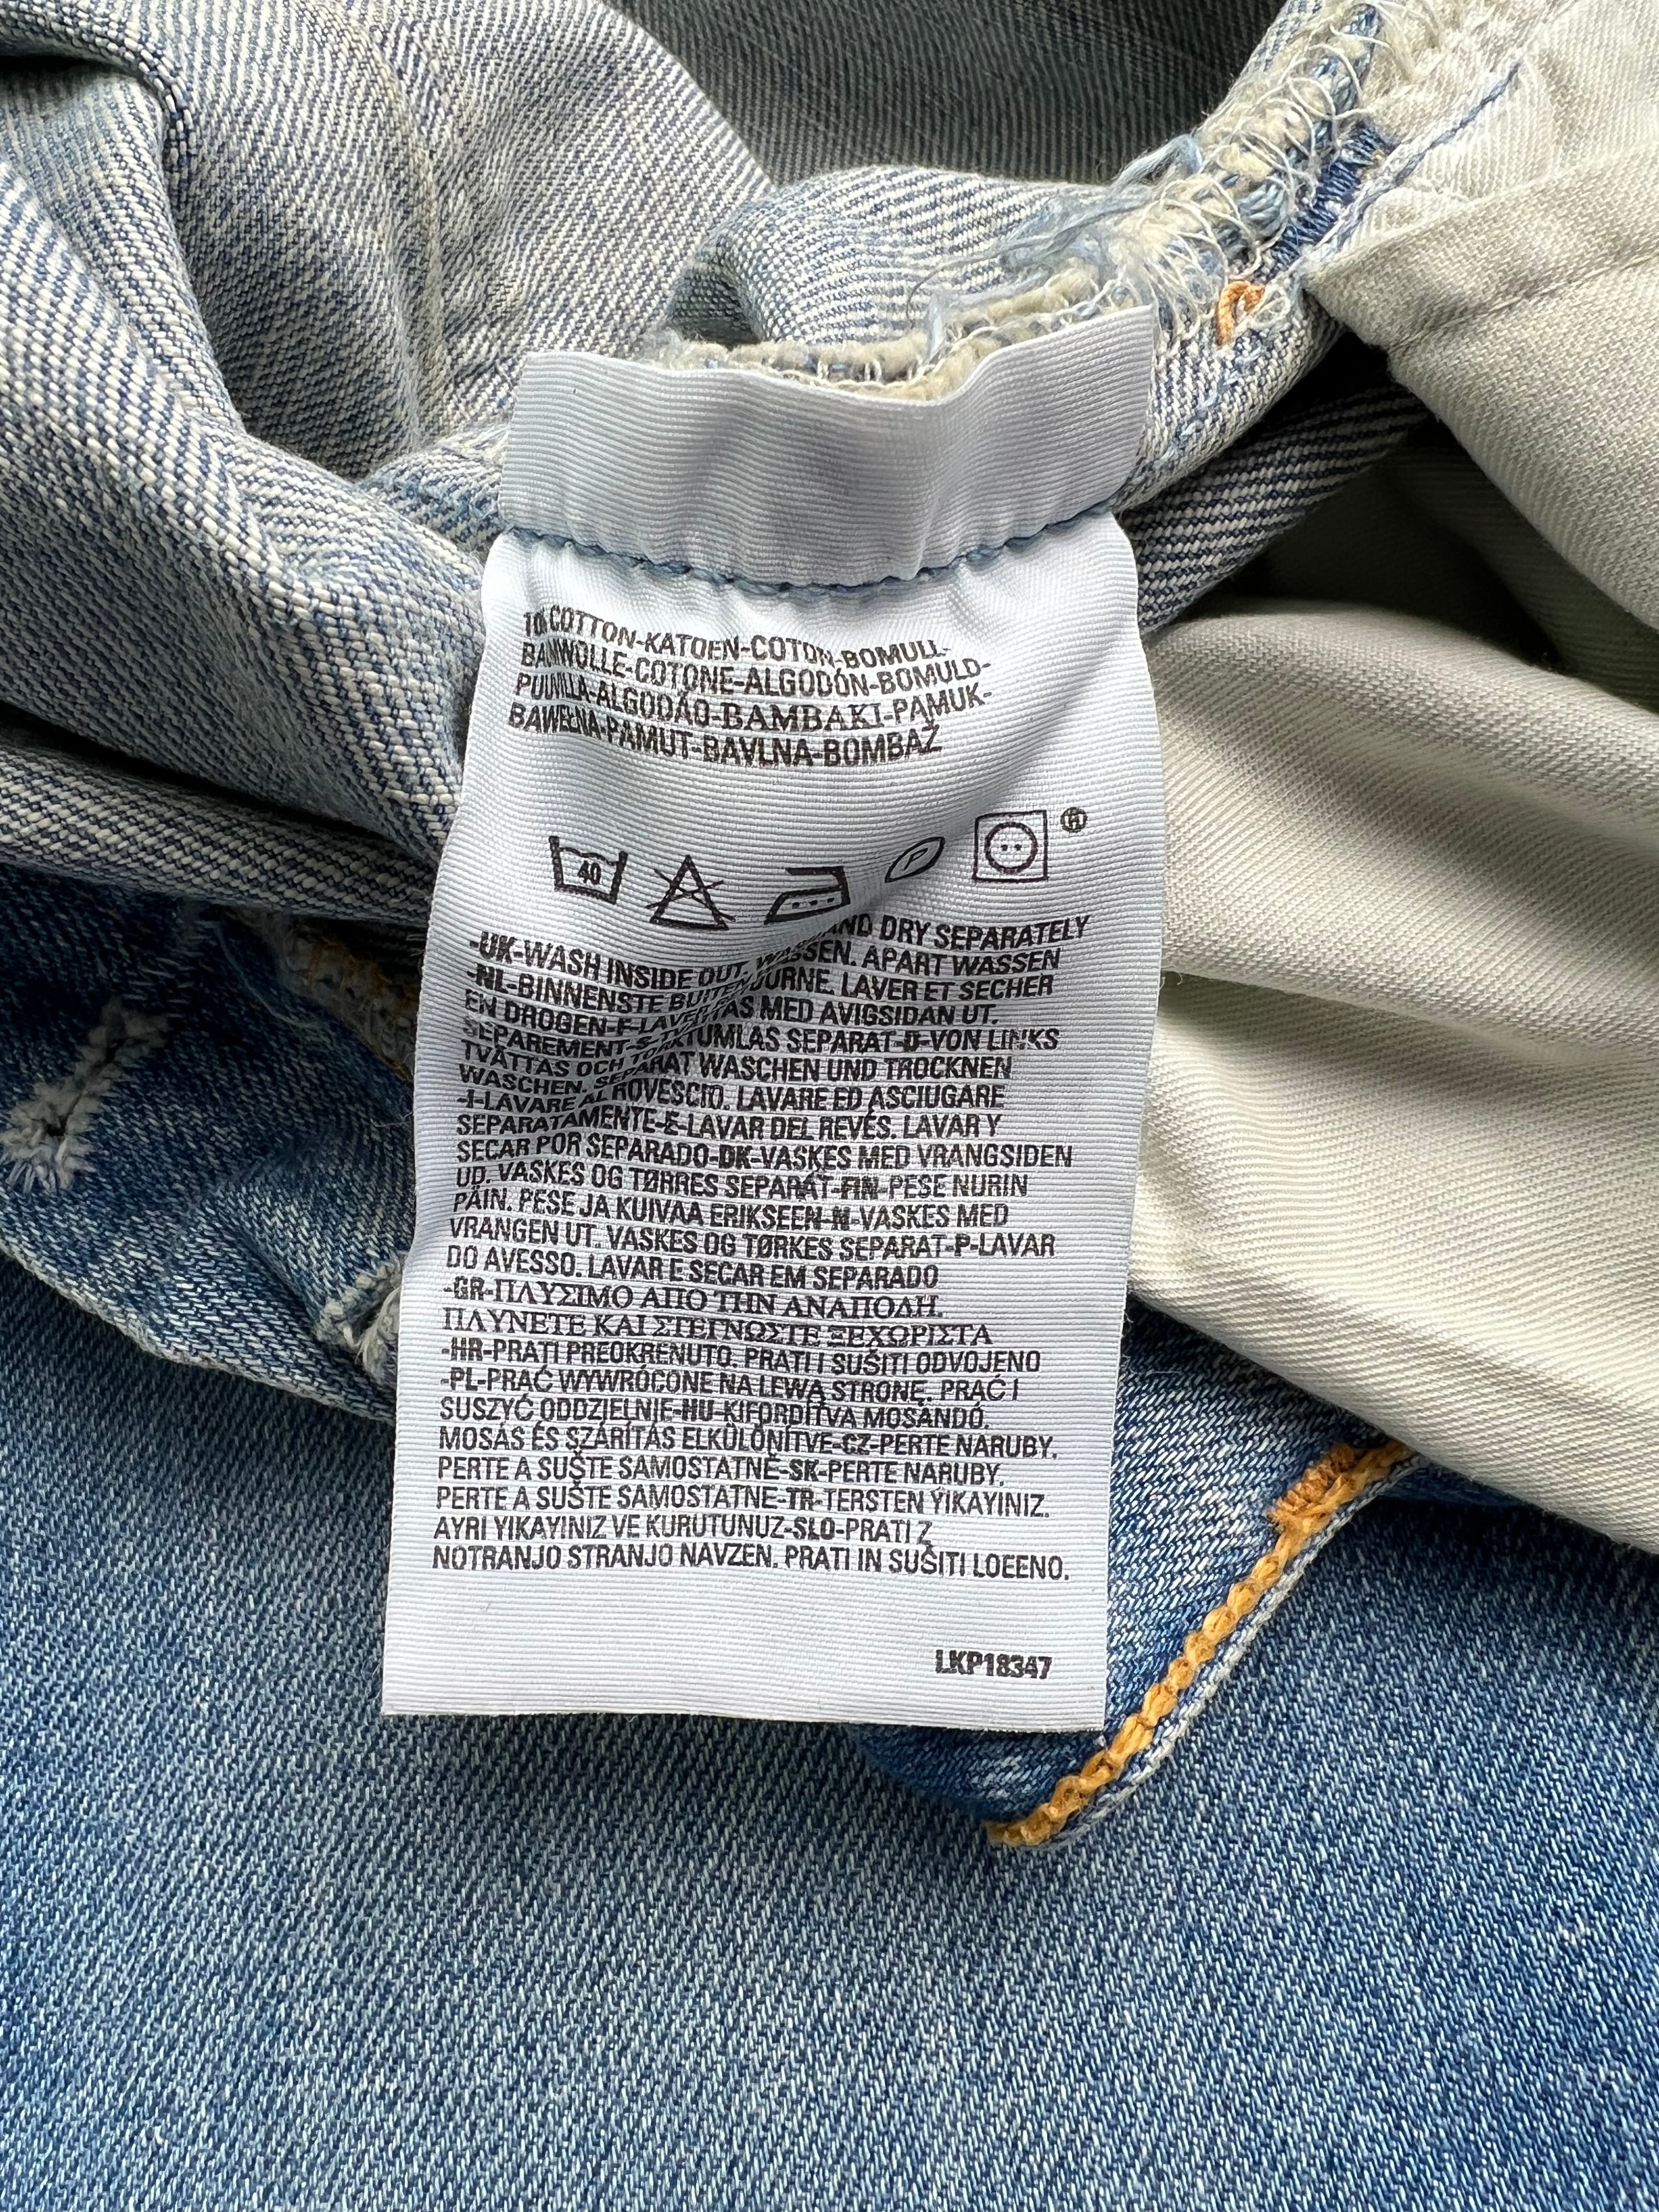 COTTON-KATOEN-COTON-BOMULL-
BAUMWOLLE-COTONE-ALGODÓN-BOMULD-
PUUVILLA-ALGODÃO-BAMBAKI-PAMUK-
BAWEŁNA-PAMUT-BAVLNA-BOMBAŽ
40 P ®
-UK-WASH INSIDE OUT. AND DRY SEPARATELY
-NL-BINNENSTE BUITEN WASSEN. APART WASSEN
EN DROGEN-F-LAVER LAVER ET SECHER
SEPAREMENT-S-TVÄTTAS MED AVIGSIDAN UT.
TVÄTTAS OCH TORKTUMLAS SEPARAT-D-VON LINKS
WASCHEN. SEPARAT WASCHEN UND TROCKNEN
-I-LAVARE AL ROVESCIO. LAVARE ED ASCIUGARE
SEPARATAMENTE-E-LAVAR DEL REVÉS. LAVAR Y
SECAR POR SEPARADO-DK-VASKES MED VRANGSIDEN
UD. VASKES OG TØRRES SEPARAT-FIN-PESE NURIN
PÄIN. PESE JA KUIVAA ERIKSEEN-N-VASKES MED
VRANGEN UT. VASKES OG TØRKES SEPARAT-P-LAVAR
DO AVESSO. LAVAR E SECAR EM SEPARADO
-GR-ΠΛΥΣΙΜΟ ΑΠΟ ΤΗΝ ΑΝΑΠΟΔΗ.
ΠΛΥΝΕΤΕ ΚΑΙ ΣΤΕΓΝΩΣΤΕ ΞΕΧΩΡΙΣΤΑ
-HR-PRATI PREOKRENUTO. PRATI I SUŠITI ODVOJENO
-PL-PRAĆ WYWRÓCONE NA LEWĄ STRONĘ. PRAĆ I
SUSZYĆ ODDZIELNIE-HU-KIFORDÍTVA MOSANDÓ.
MOSÁS ÉS SZÁRÍTÁS ELKÜLÖNÍTVE-CZ-PERTE NARUBY.
PERTE A SUŠTE SAMOSTATNĚ-SK-PERTE NARUBY.
PERTE A SUŠTE SAMOSTATNE-TR-TERSTEN YIKAYINIZ.
AYRI YIKAYINIZ VE KURUTUNUZ-SLO-PRATI Z
NOTRANJO STRANJO NAVZEN. PRATI IN SUŠITI LOEENO.
LKP18347